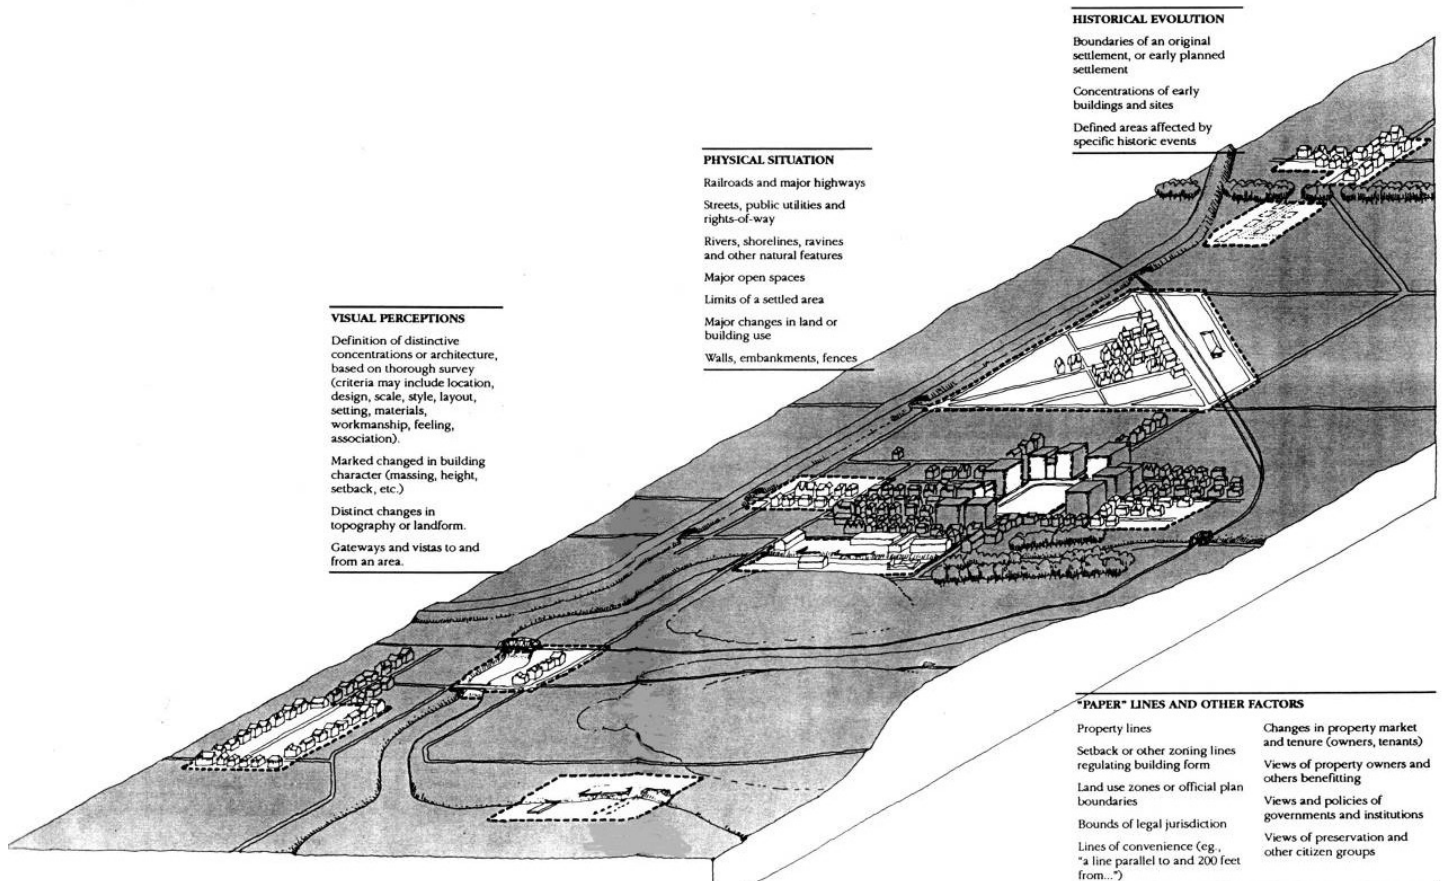 HISTORICAL EVOLUTION
Boundaries of an original
settlement, or early planned
settlement
Concentrations of early
buildings and sites
Defined areas affected by
specific historic events
PHYSICAL SITUATION
Railroads and major highways
Streets, public utilities and
rights-of-way
Rivers, shorelines, ravines
and other natural features
Major open spaces
Limits of a settled area
Major changes in land or
building use
Walls, embankments, fences
VISUAL PERCEPTIONS
Definition of distinctive
concentrations or architecture,
based on thorough survey
(criteria may include location,
design, scale, style, layout,
setting, materials,
workmanship, feeling,
association).
Marked changed in building
character (massing, height,
setback, etc.)
Distinct changes in
topography or landform.
Gateways and vistas to and
from an area.
"PAPER" LINES AND OTHER FACTORS
Property lines
Setback or other zoning lines
regulating building form
Land use zones or official plan
boundaries
Bounds of legal jurisdiction
Lines of convenience (eg.,
"a line parallel to and 200 feet
from...")
Changes in property market
and tenure (owners, tenants)
Views of property owners and
others benefitting
Views and policies of
governments and institutions
Views of preservation and
other citizen groups